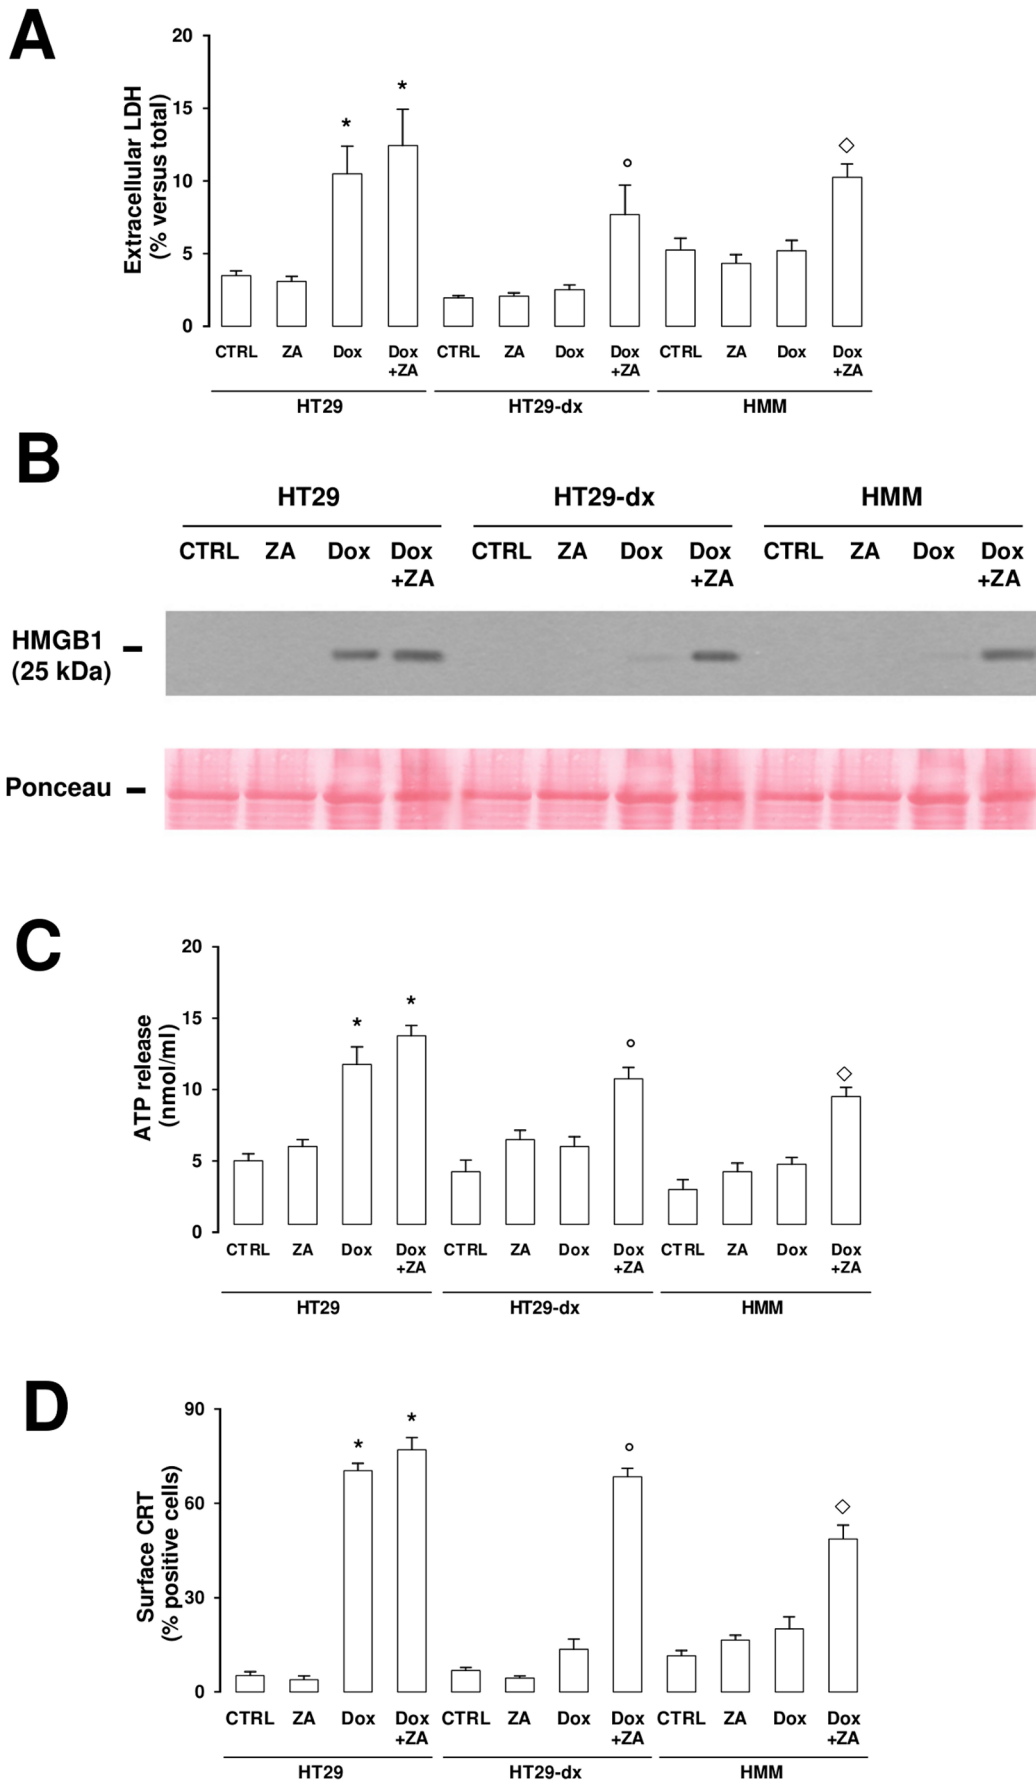 A
Extracellular LDH
(% versus total)
20
15
10
5
0
*
*
CTRL ZA Dox Dox CTRL ZA Dox Dox CTRL ZA Dox Dox
+ZA +ZA +ZA
HT29 HT29-dx HMM
B
HT29 HT29-dx HMM
CTRL ZA Dox Dox CTRL ZA Dox Dox CTRL ZA Dox Dox
+ZA +ZA +ZA
HMGB1
(25 kDa)
Ponceau
C
ATP release
(nmol/ml)
20
15
10
5
0
*
*
CTRL ZA Dox Dox CTRL ZA Dox Dox CTRL ZA Dox Dox
+ZA +ZA +ZA
HT29 HT29-dx HMM
D
Surface CRT
(% positive cells)
90
60
30
0
*
*
CTRL ZA Dox Dox CTRL ZA Dox Dox CTRL ZA Dox Dox
+ZA +ZA +ZA
HT29 HT29-dx HMM